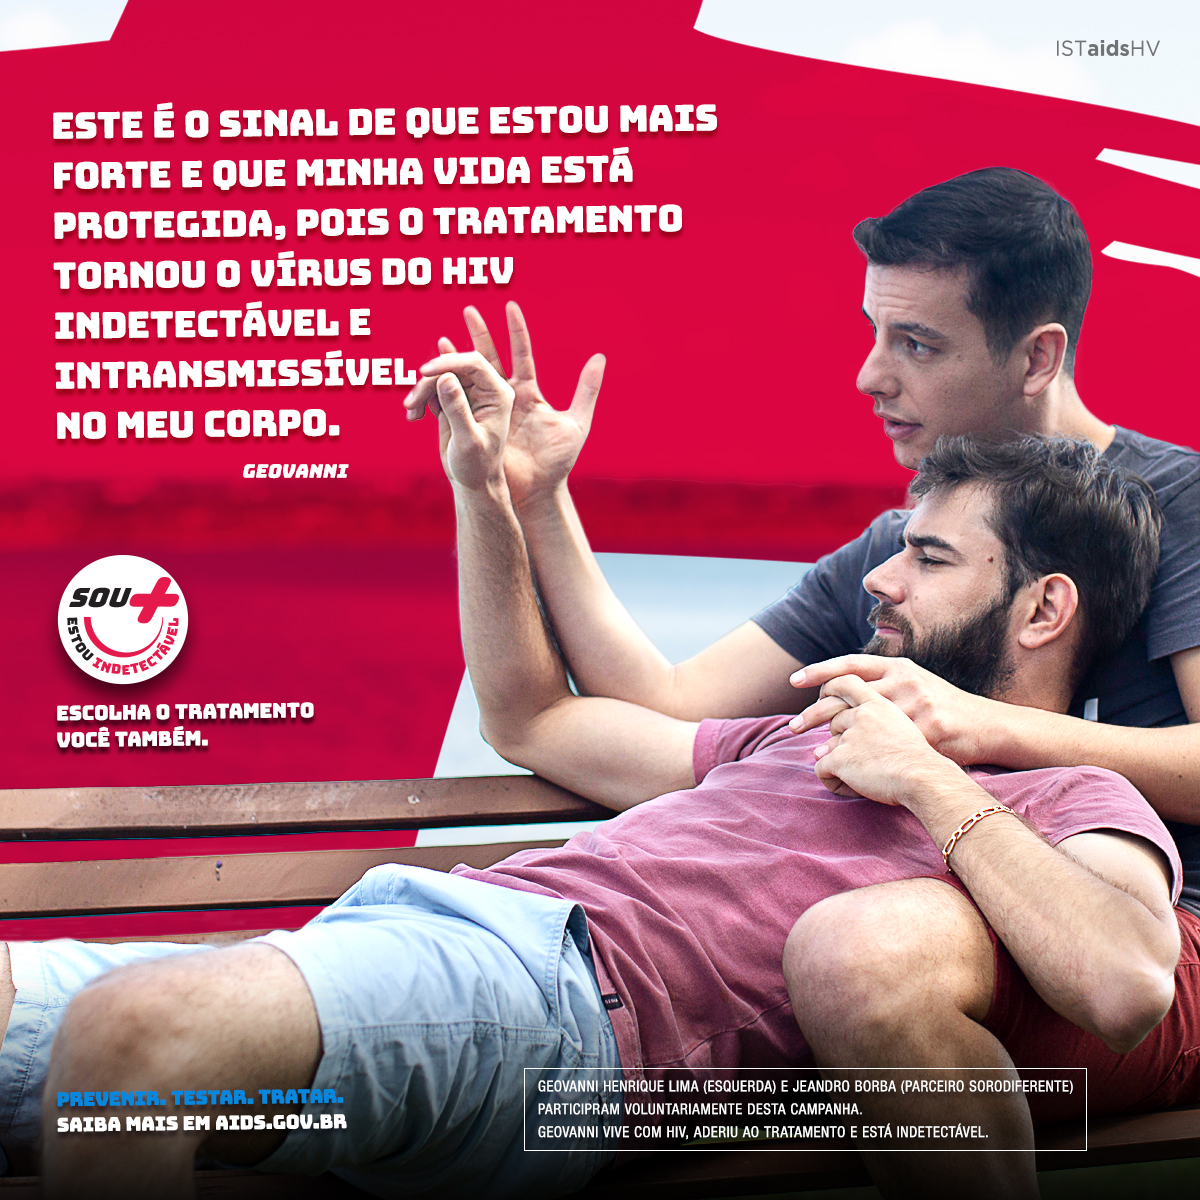 ISTaidsHV
ESTE É O SINAL DE QUE ESTOU MAIS
FORTE E QUE MINHA VIDA ESTÁ
PROTEGIDA, POIS O TRATAMENTO
TORNOU O VÍRUS DO HIV
INDETECTÁVEL E
INTRANSMISSÍVEL
NO MEU CORPO.
GEOVANNI
SOU+
ESTOU INDETECTÁVEL
ESCOLHA O TRATAMENTO
VOCÊ TAMBÉM.
PREVENIR. TESTAR. TRATAR.
SAIBA MAIS EM AIDS.GOV.BR
GEOVANNI HENRIQUE LIMA (ESQUERDA) E JEANDRO BORBA (PARCEIRO SORODIFERENTE)
PARTICIPRAM VOLUNTARIAMENTE DESTA CAMPANHA.
GEOVANNI VIVE COM HIV, ADERIU AO TRATAMENTO E ESTÁ INDETECTÁVEL.